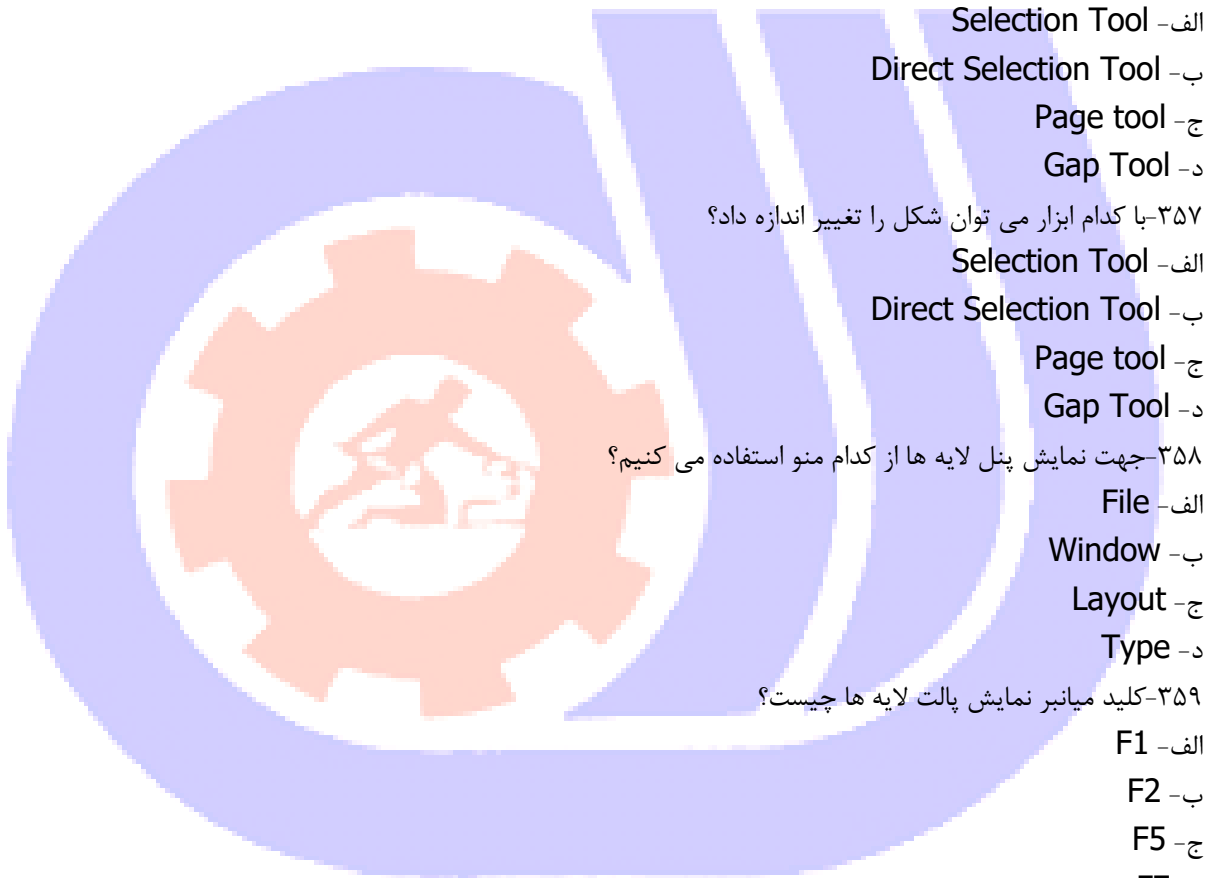 الف- Selection Tool
ب- Direct Selection Tool
ج- Page tool
د- Gap Tool
۳۵۷-با کدام ابزار می توان شکل را تغییر اندازه داد؟
الف- Selection Tool
ب- Direct Selection Tool
ج- Page tool
د- Gap Tool
۳۵۸-جهت نمایش پنل لایه ها از کدام منو استفاده می کنیم؟
الف- File
ب- Window
ج- Layout
د- Type
۳۵۹-کلید میانبر نمایش پالت لایه ها چیست؟
الف- F1
ب- F2
ج- F5